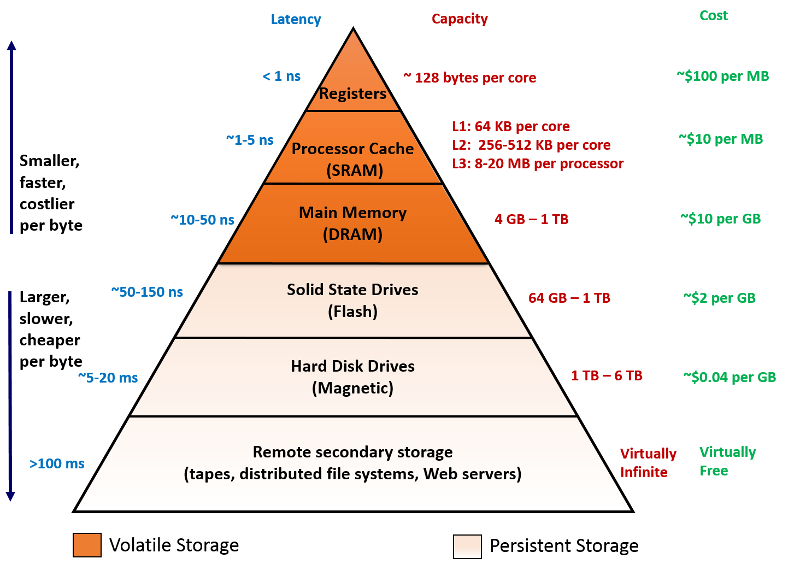 Latency
Capacity
Cost
< 1 ns
Registers
~ 128 bytes per core
~$100 per MB
~1-5 ns
Processor Cache
(SRAM)
L1: 64 KB per core
L2: 256-512 KB per core
L3: 8-20 MB per processor
~$10 per MB
Smaller,
faster,
costlier
per byte
~10-50 ns
Main Memory
(DRAM)
4 GB – 1 TB
~$10 per GB
Larger,
slower,
cheaper
per byte
~50-150 ns
Solid State Drives
(Flash)
64 GB – 1 TB
~$2 per GB
~5-20 ms
Hard Disk Drives
(Magnetic)
1 TB – 6 TB
~$0.04 per GB
>100 ms
Remote secondary storage
(tapes, distributed file systems, Web servers)
Virtually
Infinite
Virtually
Free
Volatile Storage
Persistent Storage